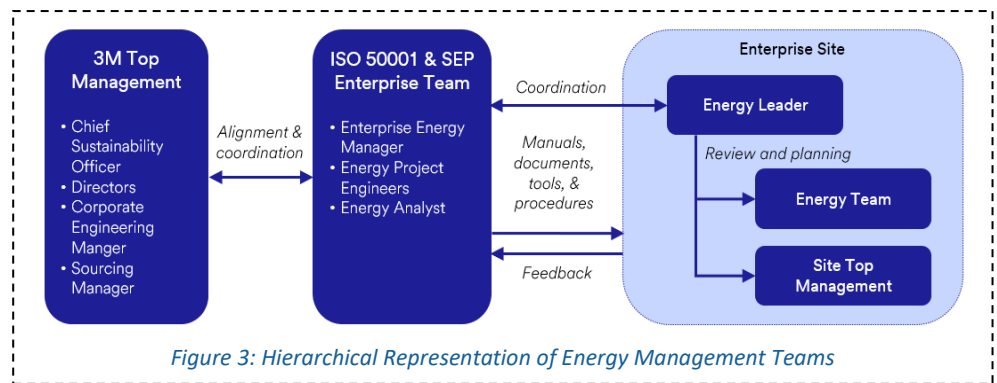 3M Top
Management
• Chief
Sustainability
Officer
• Directors
• Corporate
Engineering
Manger
• Sourcing
Manager
Alignment &
coordination
ISO 50001 & SEP
Enterprise Team
• Enterprise Energy
Manager
• Energy Project
Engineers
• Energy Analyst
Coordination
Manuals,
documents,
tools, &
procedures
Feedback
Enterprise Site
Energy Leader
Review and planning
Energy Team
Site Top
Management
Figure 3: Hierarchical Representation of Energy Management Teams